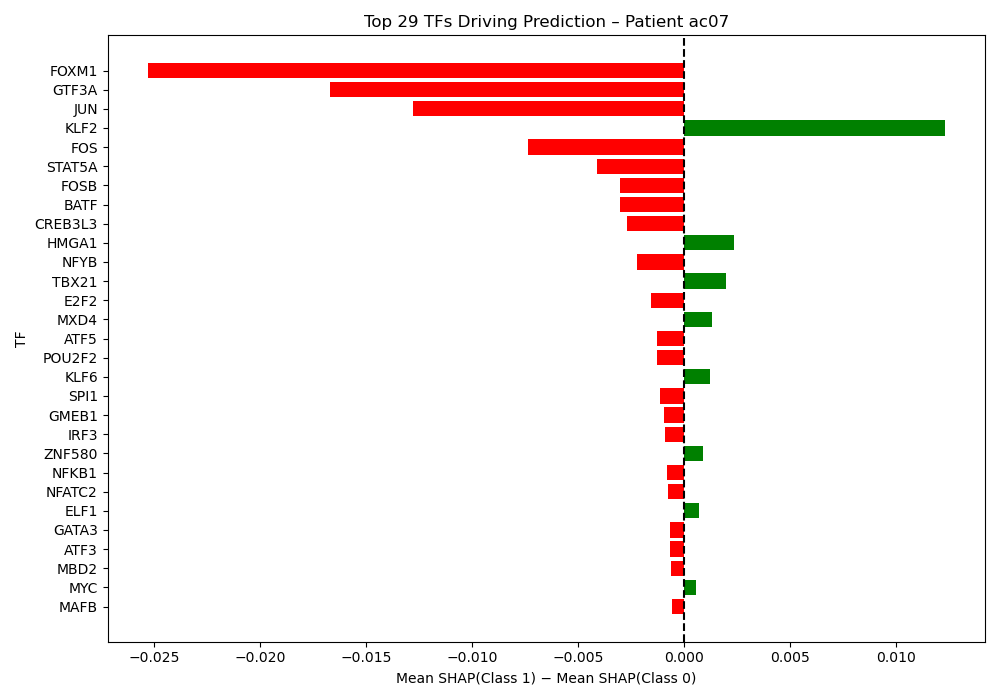 Top 29 TFs Driving Prediction – Patient ac07
FOXM1
GTF3A
JUN
KLF2
FOS
STAT5A
FOSB
BATF
CREB3L3
HMGA1
NFYB
TBX21
E2F2
MXD4
ATF5
POU2F2
KLF6
SPI1
GMEB1
IRF3
ZNF580
NFKB1
NFATC2
ELF1
GATA3
ATF3
MBD2
MYC
MAFB
TF
−0.025 −0.020 −0.015 −0.010 −0.005 0.000 0.005 0.010
Mean SHAP(Class 1) − Mean SHAP(Class 0)